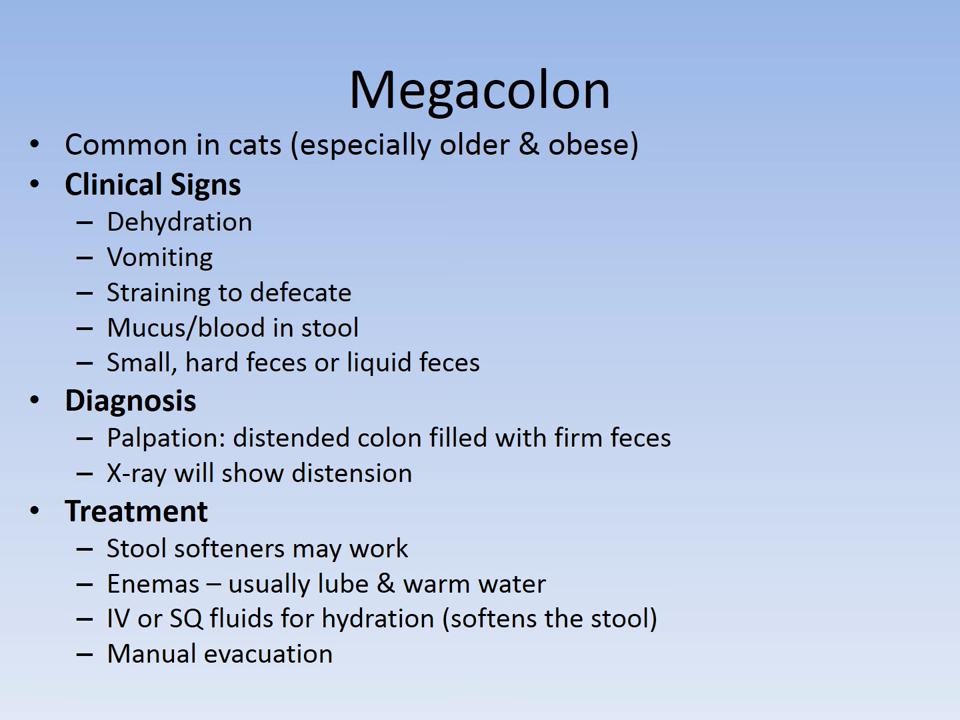 Megacolon
• Common in cats (especially older & obese)
• Clinical Signs
– Dehydration
– Vomiting
– Straining to defecate
– Mucus/blood in stool
– Small, hard feces or liquid feces
• Diagnosis
– Palpation: distended colon filled with firm feces
– X-ray will show distension
• Treatment
– Stool softeners may work
– Enemas – usually lube & warm water
– IV or SQ fluids for hydration (softens the stool)
– Manual evacuation